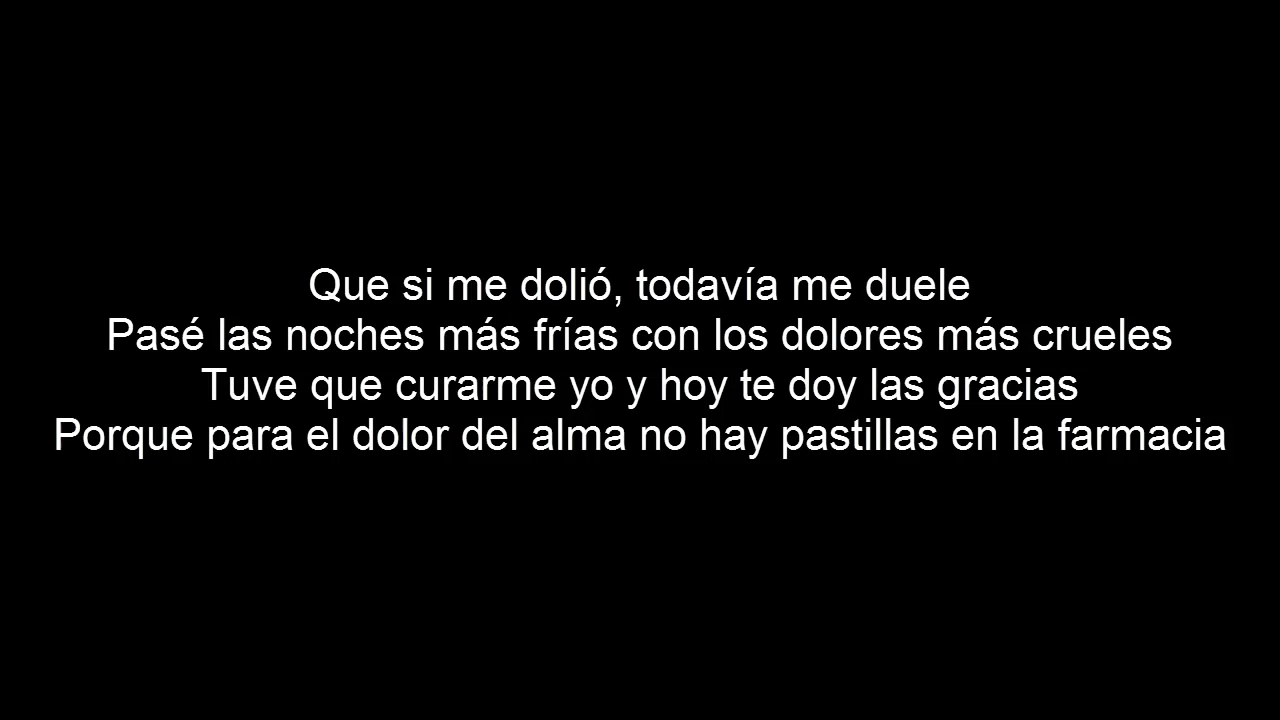 Que si me dolió, todavía me duele
Pasé las noches más frías con los dolores más crueles
Tuve que curarme yo y hoy te doy las gracias
Porque para el dolor del alma no hay pastillas en la farmacia